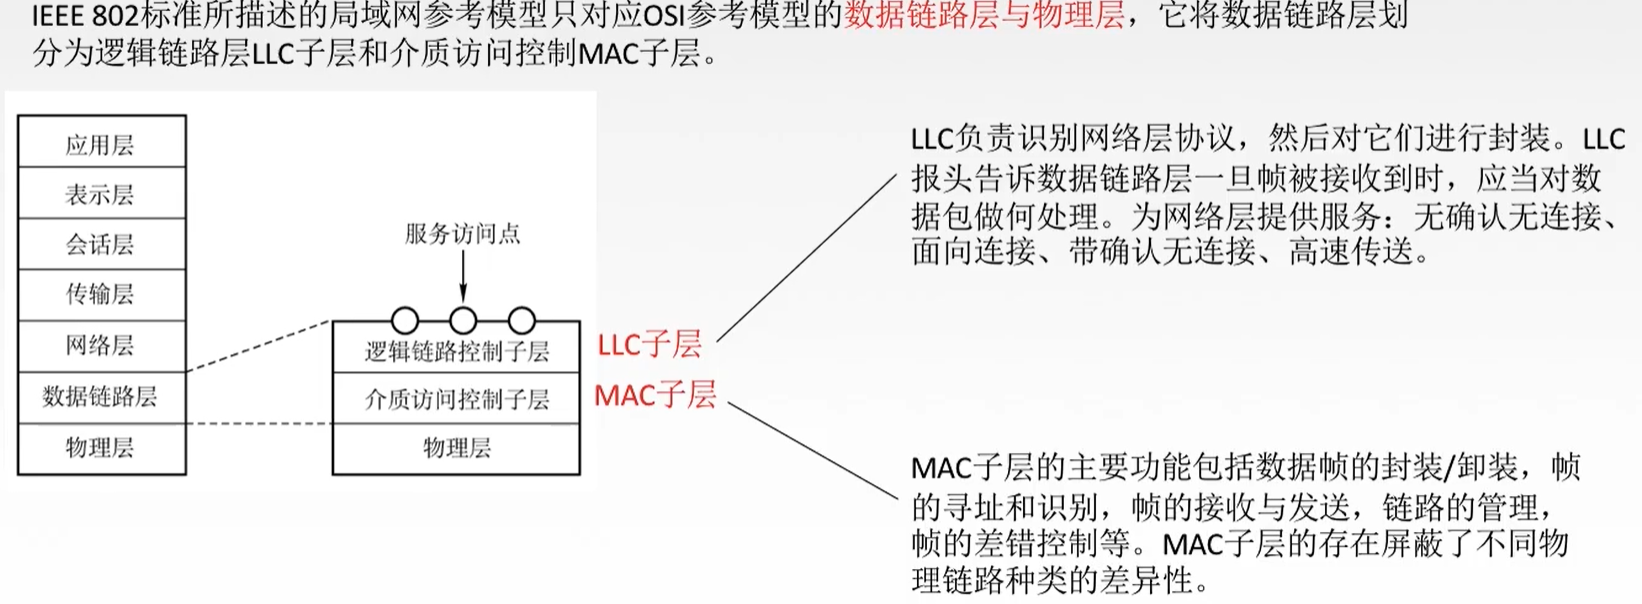 IEEE 802标准所描述的局域网参考模型只对应OSI参考模型的数据链路层与物理层，它将数据链路层划
分为逻辑链路层LLC子层和介质访问控制MAC子层。
应用层
表示层
会话层
传输层
网络层
数据链路层
物理层
服务访问点
逻辑链路控制子层
介质访问控制子层
物理层
LLC子层
MAC子层
LLC负责识别网络层协议，然后对它们进行封装。LLC
报头告诉数据链路层一旦帧被接收到时，应当对数
据包做何处理。为网络层提供服务：无确认无连接、
面向连接、带确认无连接、高速传送。
MAC子层的主要功能包括数据帧的封装/卸装，帧
的寻址和识别，帧的接收与发送，链路的管理，
帧的差错控制等。MAC子层的存在屏蔽了不同物
理链路种类的差异性。